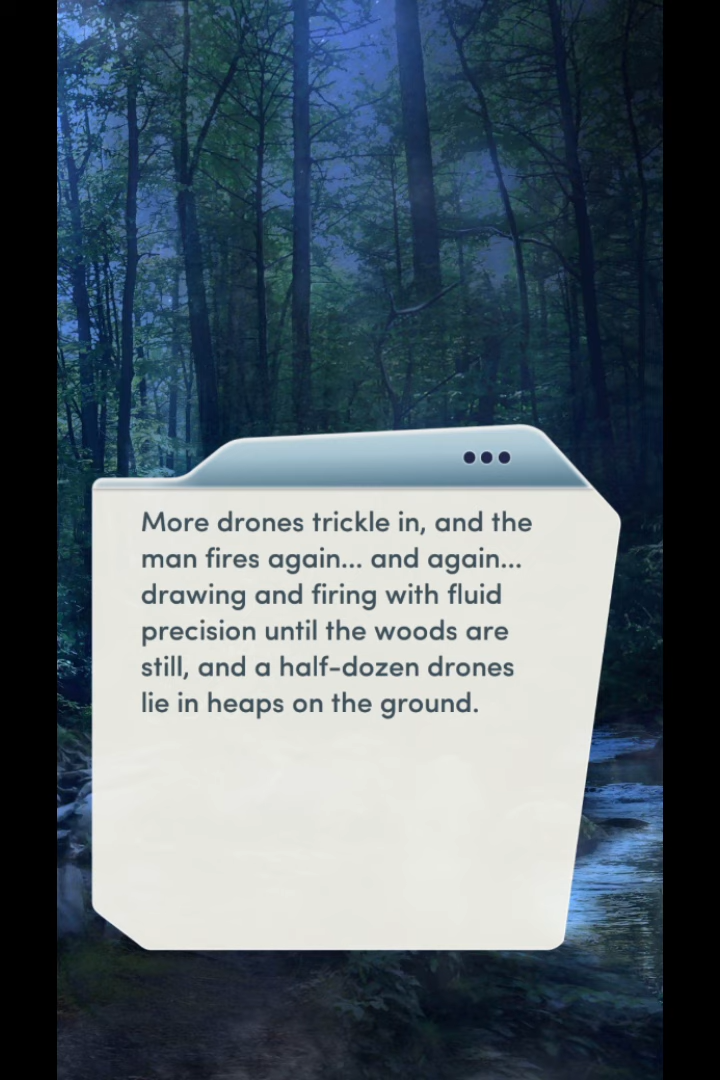 More drones trickle in, and the
man fires again... and again...
drawing and firing with fluid
precision until the woods are
still, and a half-dozen drones
lie in heaps on the ground.